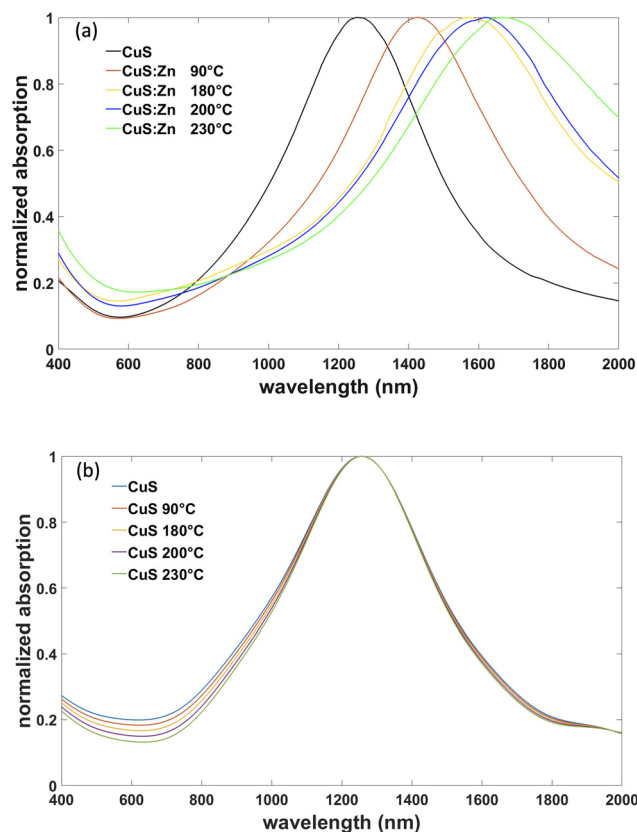 (a)
CuS
CuS:Zn 90°C
CuS:Zn 180°C
CuS:Zn 200°C
CuS:Zn 230°C
normalized absorption
1
0.8
0.6
0.4
0.2
0
400 600 800 1000 1200 1400 1600 1800 2000
wavelength (nm)
(b)
CuS
CuS 90°C
CuS 180°C
CuS 200°C
CuS 230°C
normalized absorption
1
0.8
0.6
0.4
0.2
0
400 600 800 1000 1200 1400 1600 1800 2000
wavelength (nm)